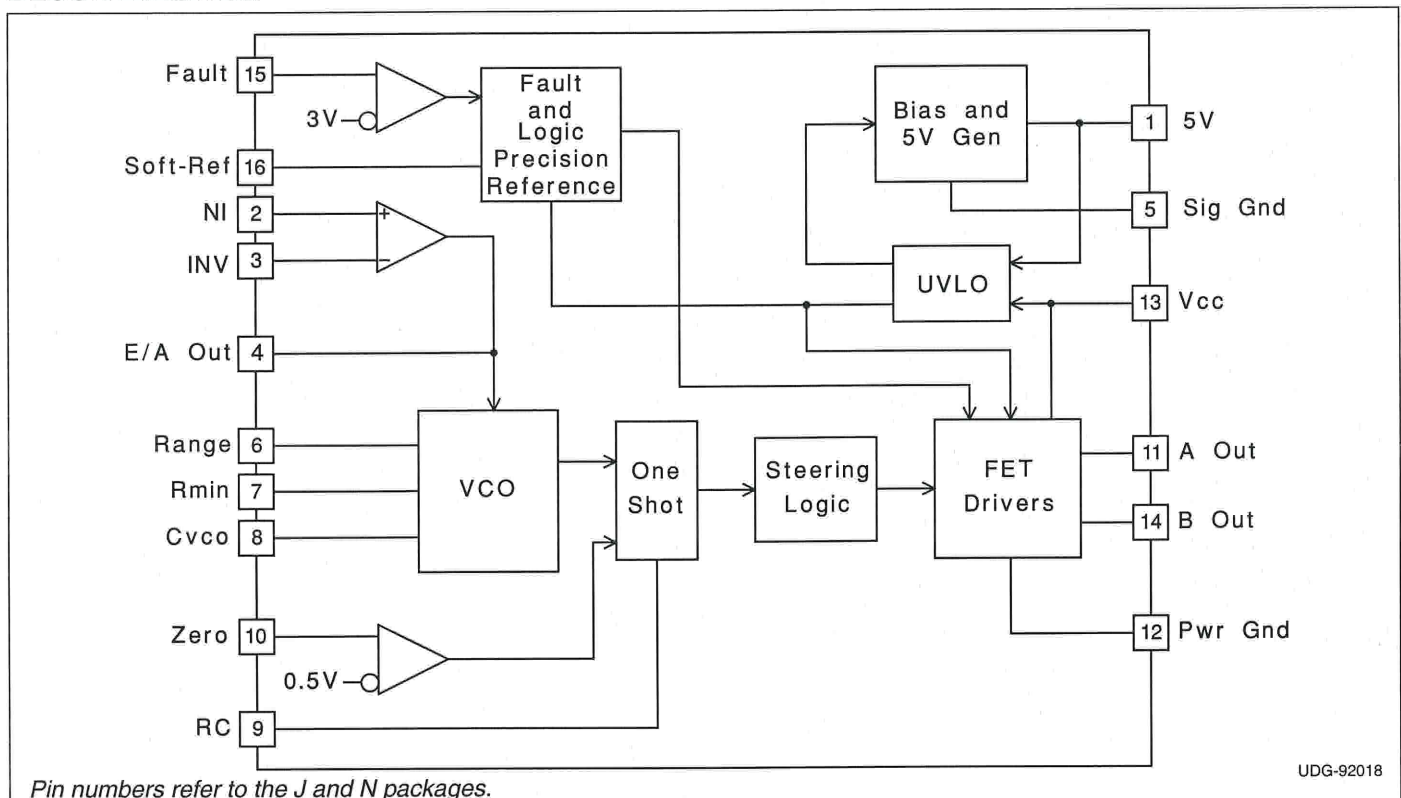 Fault 15
3V
Fault
and
Logic
Precision
Reference
Soft-Ref 16
NI 2
+
INV 3
–
E/A Out 4
Range 6
Rmin 7
Cvco 8
VCO
One
Shot
Steering
Logic
FET
Drivers
Zero 10
0.5V
RC 9
Bias and
5V Gen
UVLO
1 5V
5 Sig Gnd
13 Vcc
11 A Out
14 B Out
12 Pwr Gnd
UDG-92018
Pin numbers refer to the J and N packages.